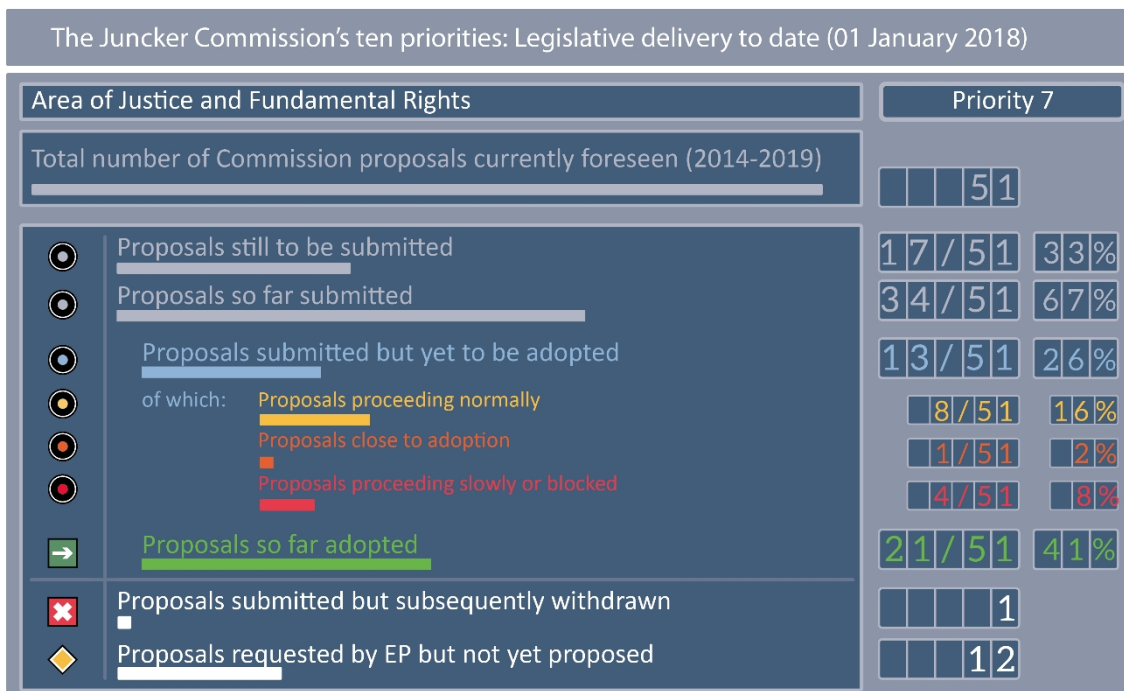 The Juncker Commission's ten priorities: Legislative delivery to date (01 January 2018)
Area of Justice and Fundamental Rights
Priority 7
Total number of Commission proposals currently foreseen (2014-2019)
51
Proposals still to be submitted
17/51 33%
Proposals so far submitted
34/51 67%
Proposals submitted but yet to be adopted
13/51 26%
of which: Proposals proceeding normally
8/51 16%
Proposals close to adoption
1/51 2%
Proposals proceeding slowly or blocked
4/51 8%
Proposals so far adopted
21/51 41%
Proposals submitted but subsequently withdrawn
1
Proposals requested by EP but not yet proposed
12